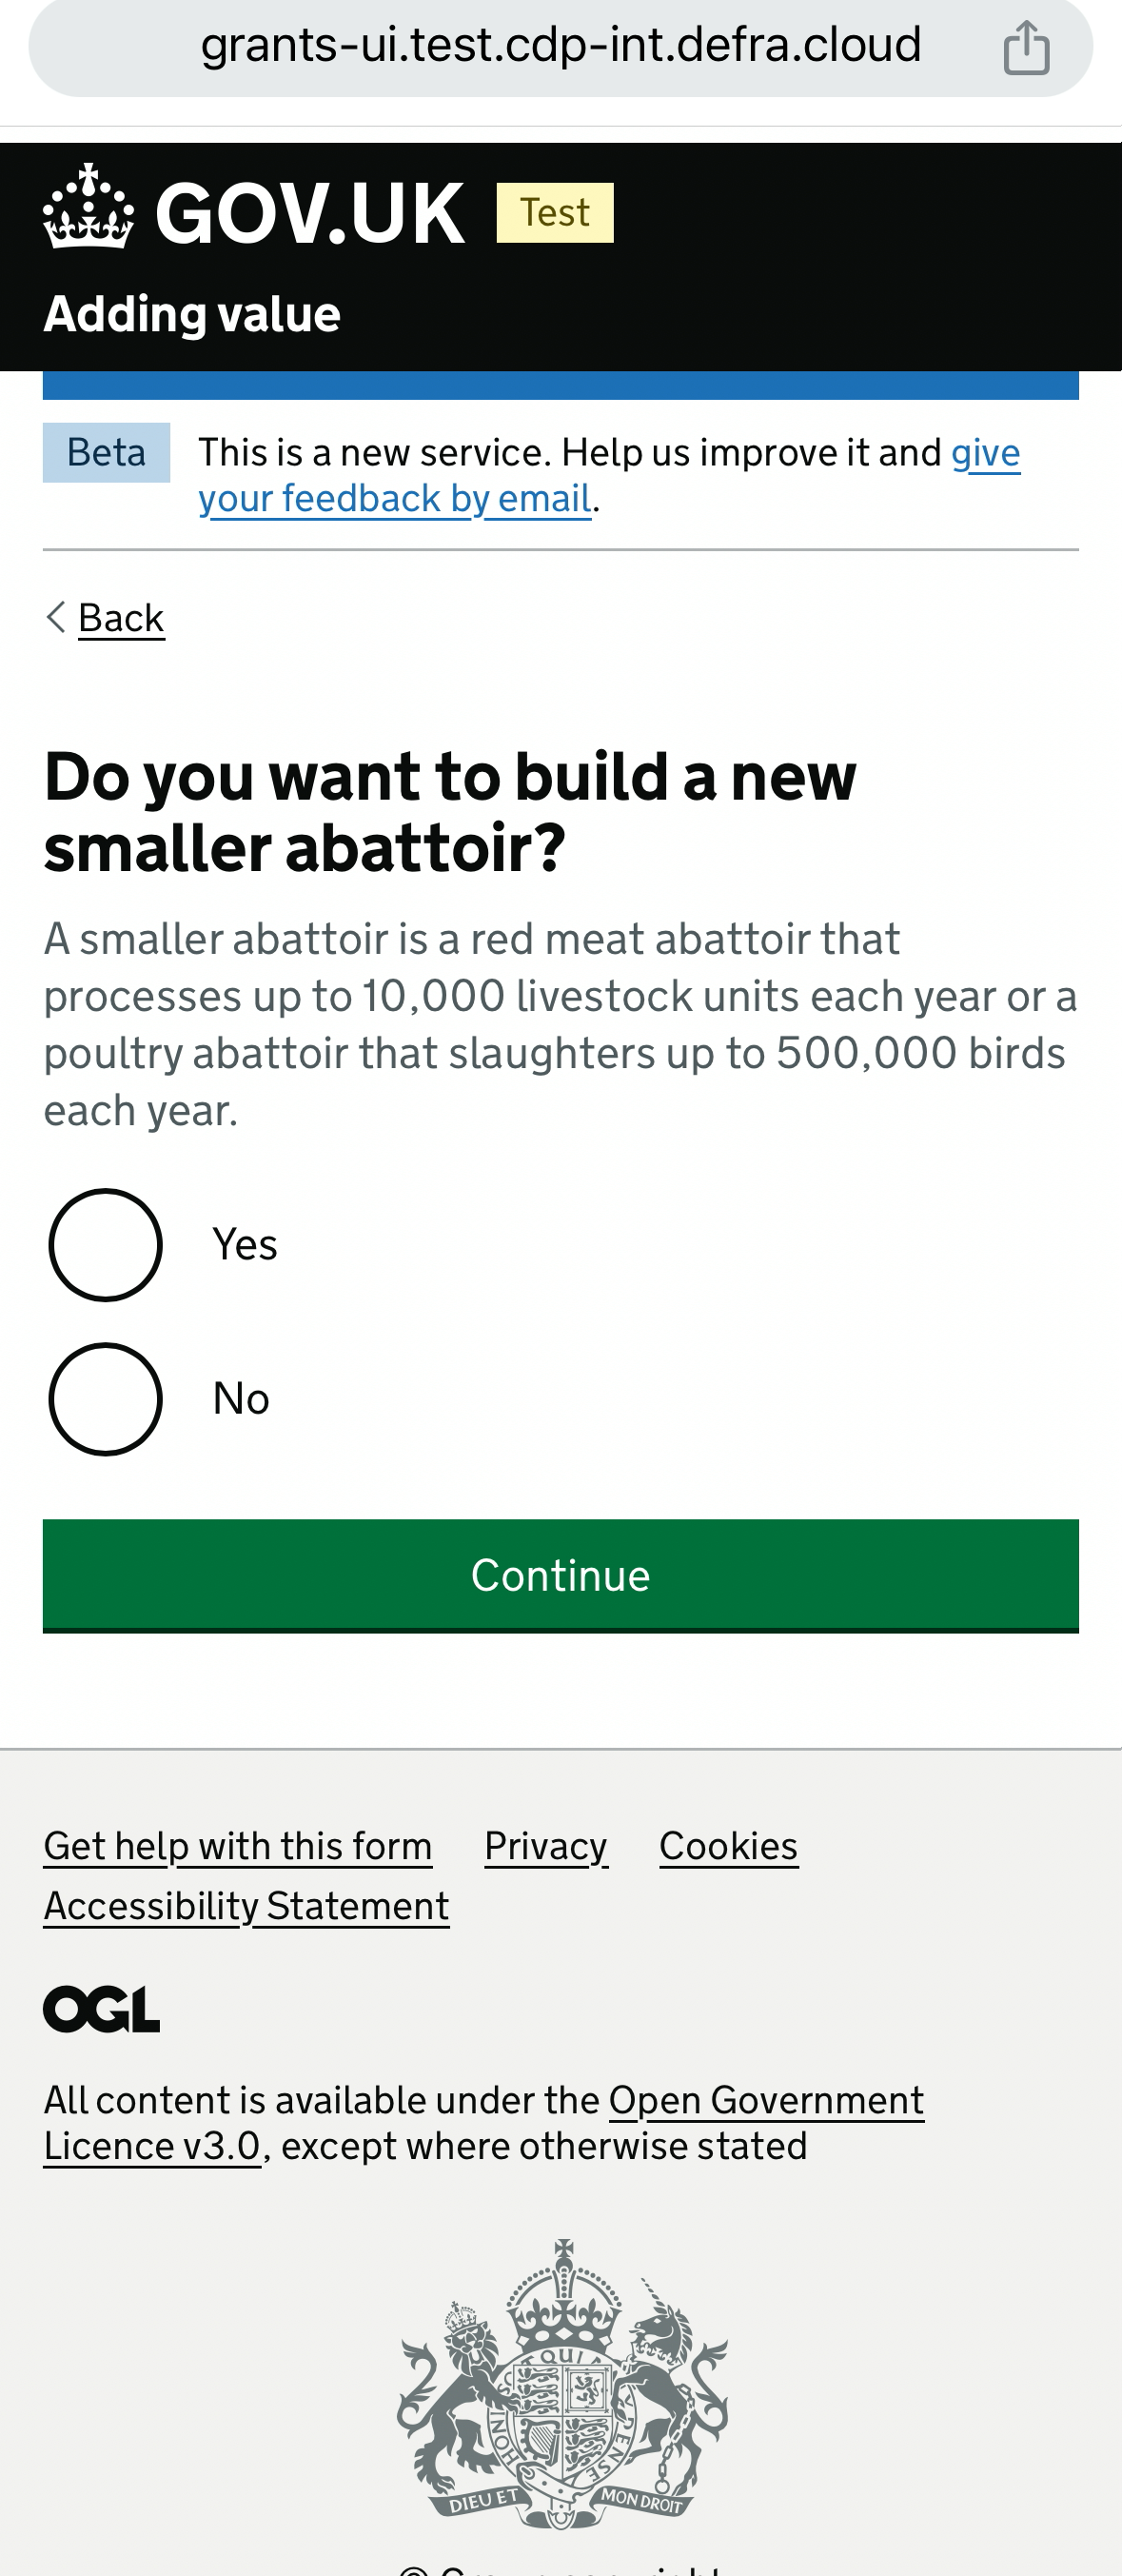 grants-ui.test.cdp-int.defra.cloud
GOV.UK Test
Adding value
Beta This is a new service. Help us improve it and give
your feedback by email.
Back
Do you want to build a new
smaller abattoir?
A smaller abattoir is a red meat abattoir that
processes up to 10,000 livestock units each year or a
poultry abattoir that slaughters up to 500,000 birds
each year.
Yes
No
Continue
Get help with this form Privacy Cookies
Accessibility Statement
OGL
All content is available under the Open Government
Licence v3.0, except where otherwise stated
QUI
HON
PENSE
DIEU ET MON DROIT